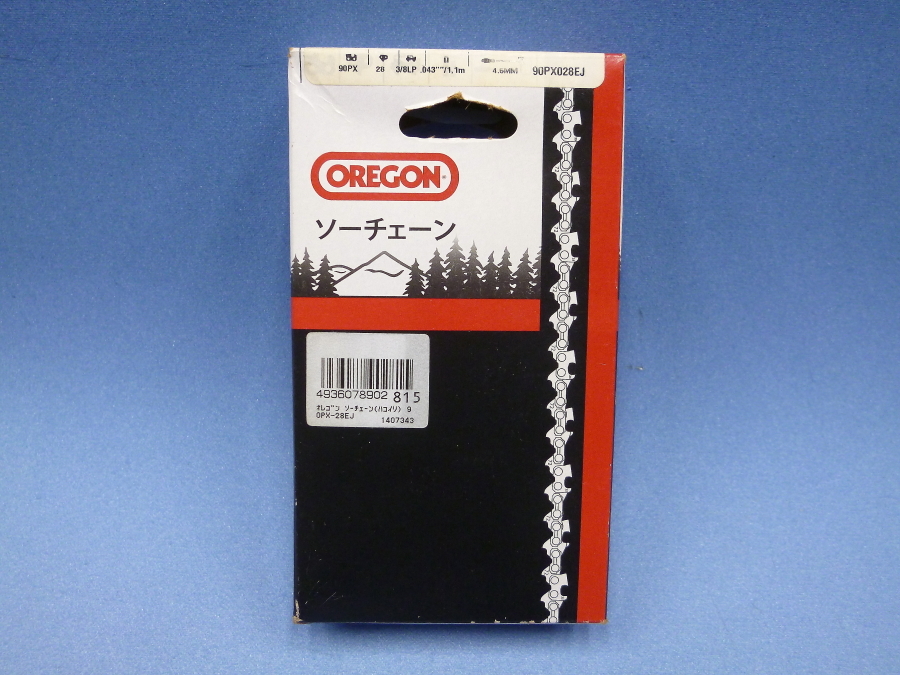 90PX 28 3/8LP .043""/1.1m 4.5MM 90PX028EJ
OREGON
ソーチェーン
4936078902 815
ｵﾚｺﾞﾝ ｿｰﾁｪｰﾝ(ﾊｺｲﾘ) 9
0PX-28EJ 1407343